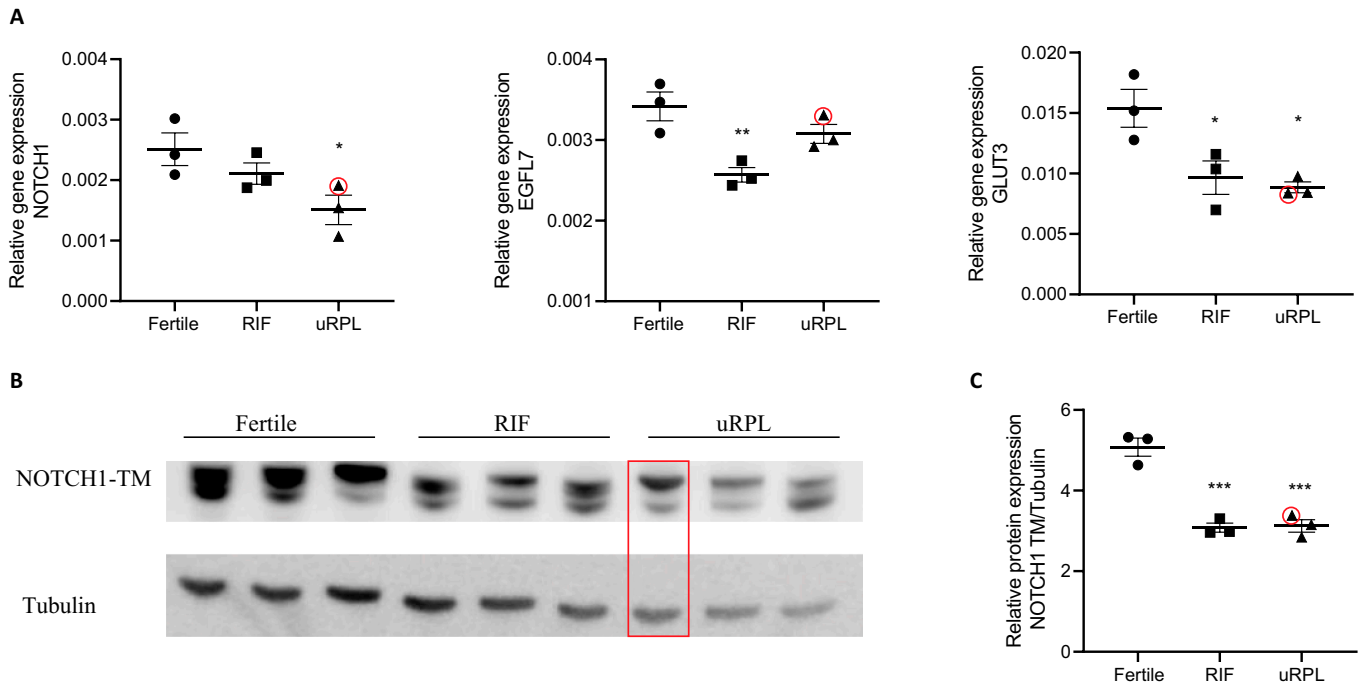 A
Relative gene expression
NOTCH1
0.004
0.003
0.002
0.001
0.000
*
Fertile RIF uRPL
Relative gene expression
EGFL7
0.004
0.003
0.002
0.001
**
Fertile RIF uRPL
Relative gene expression
GLUT3
0.020
0.015
0.010
0.005
0.000
* *
Fertile RIF uRPL
B
Fertile RIF uRPL
NOTCH1-TM
Tubulin
C
Relative protein expression
NOTCH1 TM/Tubulin
6
4
2
0
*** ***
Fertile RIF uRPL